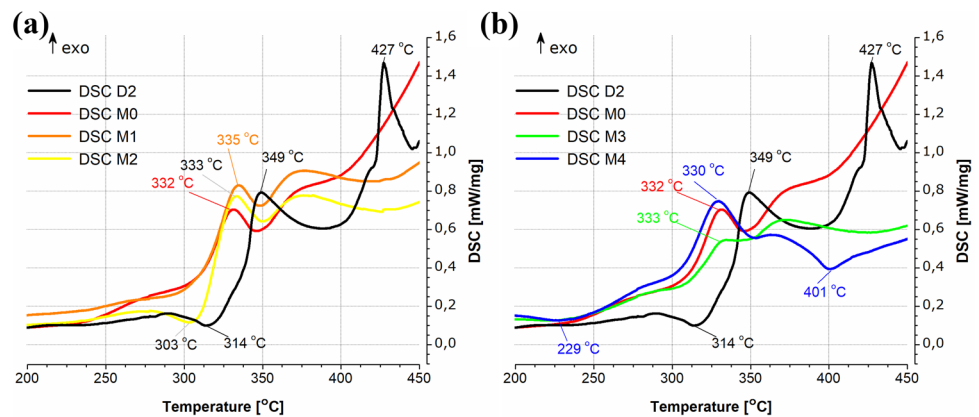 (a)
↑ exo
427 °C
DSC D2
DSC M0
DSC M1
DSC M2
335 °C
333 °C
349 °C
332 °C
303 °C
314 °C
1,6
1,4
1,2
1,0
0,8
0,6
0,4
0,2
0,0
DSC [mW/mg]
200 250 300 350 400 450
Temperature [°C]
(b)
↑ exo
427 °C
DSC D2
DSC M0
DSC M3
DSC M4
330 °C
349 °C
332 °C
333 °C
401 °C
314 °C
229 °C
1,6
1,4
1,2
1,0
0,8
0,6
0,4
0,2
0,0
DSC [mW/mg]
200 250 300 350 400 450
Temperature [°C]